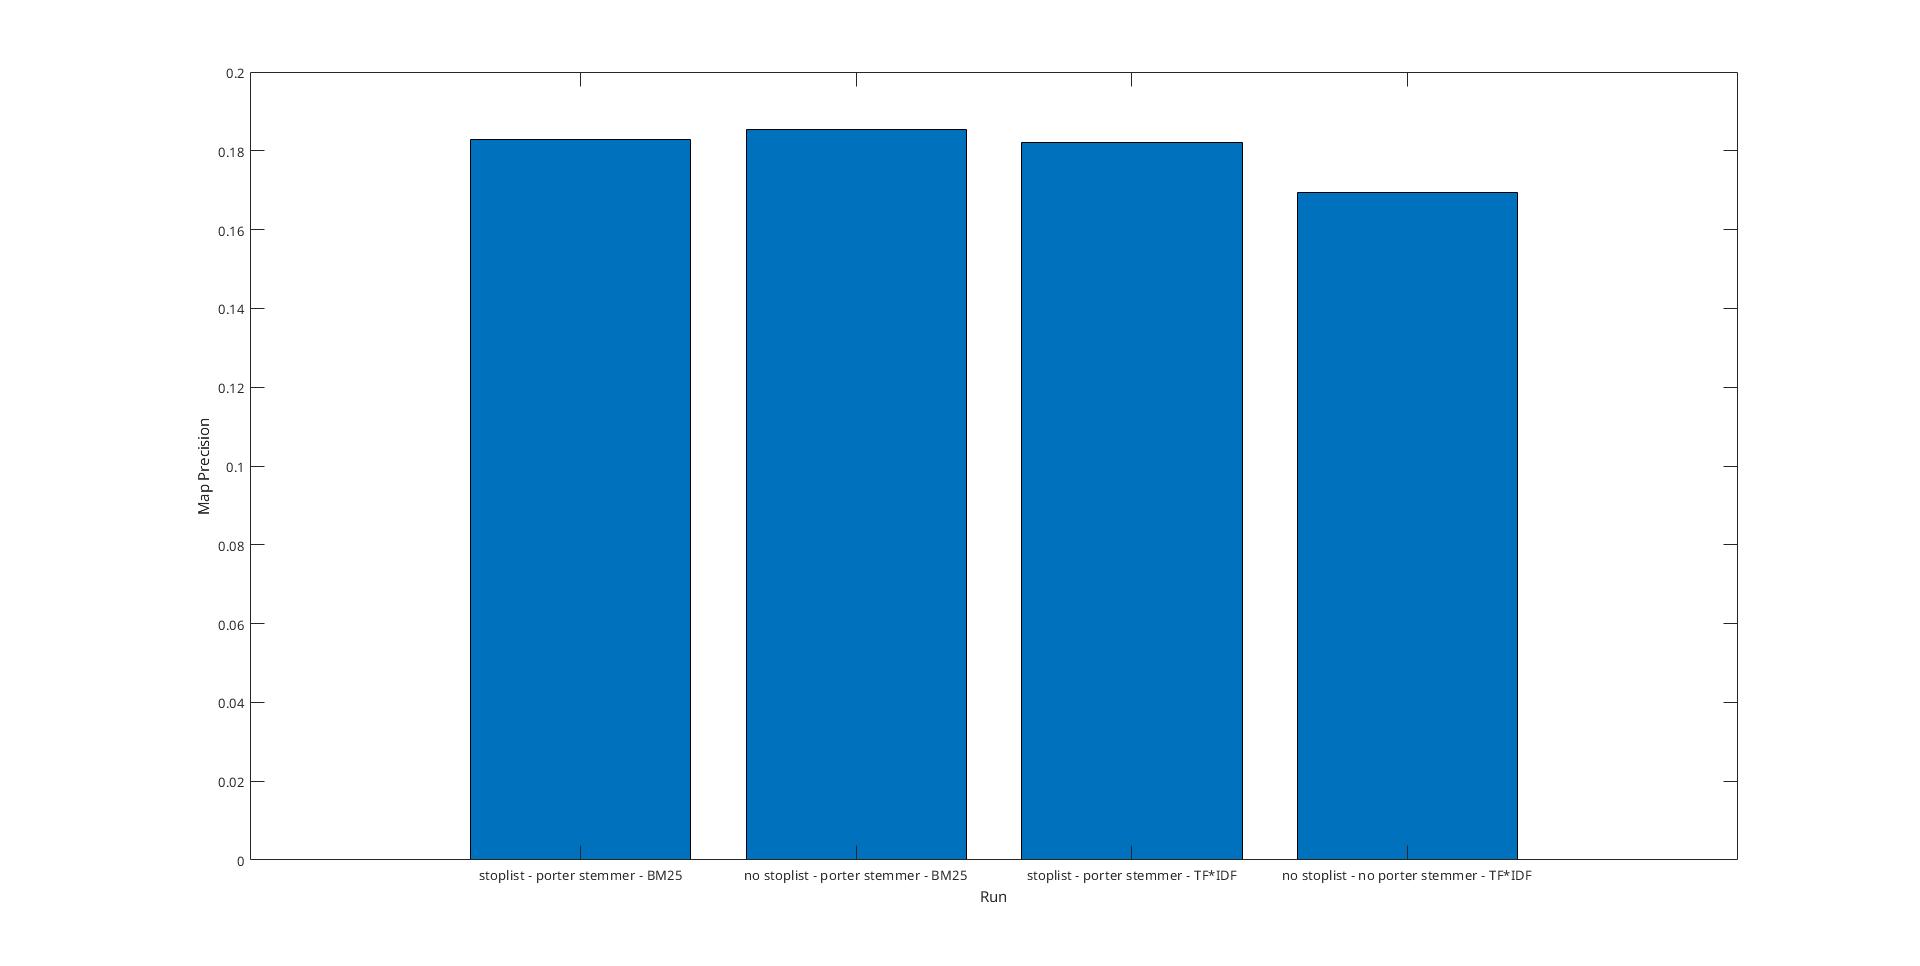 0.2
0.18
0.16
0.14
0.12
0.1
0.08
0.06
0.04
0.02
0
Map Precision
stoplist - porter stemmer - BM25
no stoplist - porter stemmer - BM25
stoplist - porter stemmer - TF*IDF
no stoplist - no porter stemmer - TF*IDF
Run